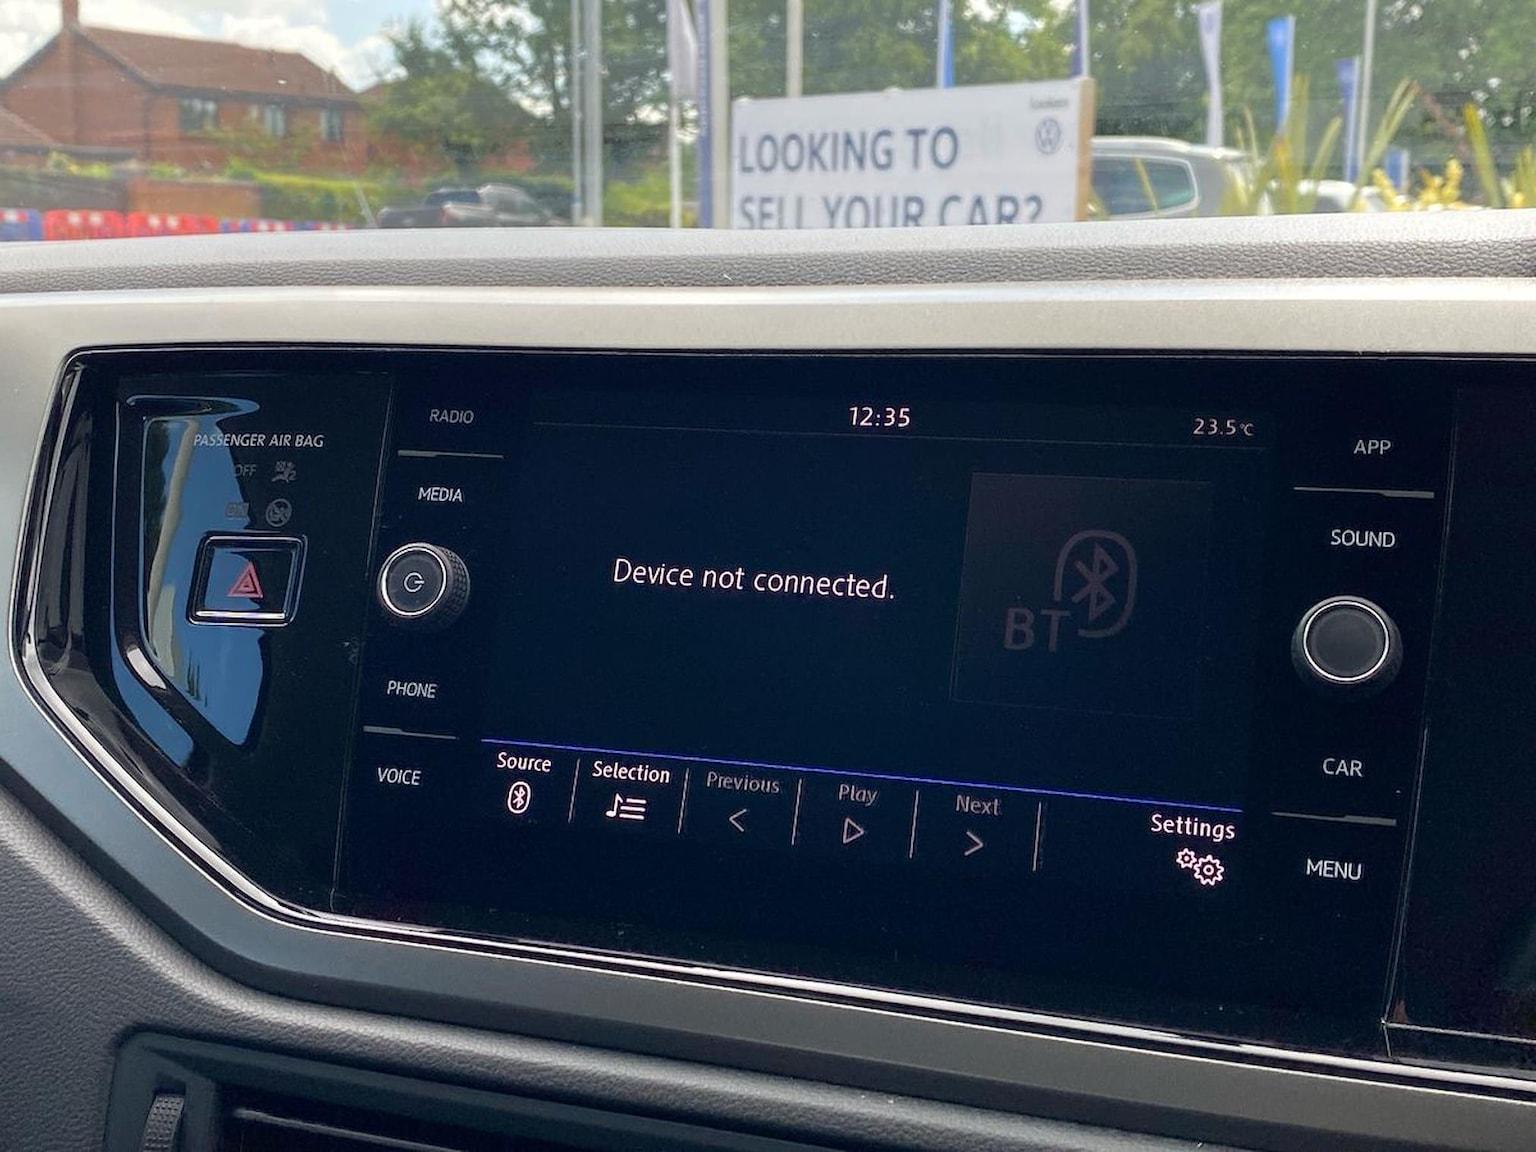 LOOKING TO
SELL YOUR CAR?
PASSENGER AIR BAG
OFF
ON
RADIO
MEDIA
PHONE
VOICE
12:35
23.5°C
Device not connected.
BT
Source
Selection
Previous
Play
Next
Settings
APP
SOUND
CAR
MENU